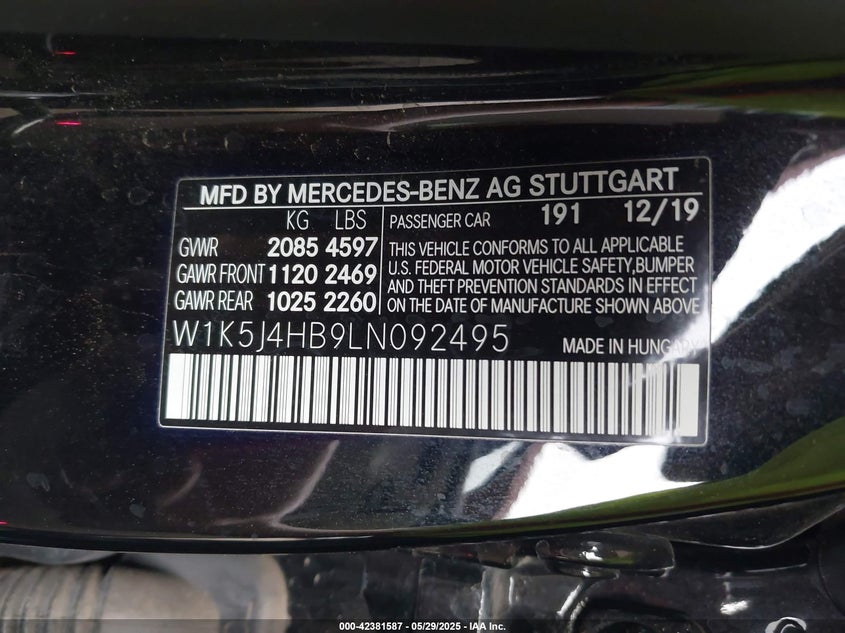 MFD BY MERCEDES-BENZ AG STUTTGART
KG LBS PASSENGER CAR 191 12/19
GVWR 2085 4597 THIS VEHICLE CONFORMS TO ALL APPLICABLE
GAWR FRONT 1120 2469 U.S. FEDERAL MOTOR VEHICLE SAFETY,BUMPER
AND THEFT PREVENTION STANDARDS IN EFFECT
GAWR REAR 1025 2260 ON THE DATE OF MANUFACTURE SHOWN ABOVE
W1K5J4HB9LN092495 MADE IN HUNGARY
000-42381587 - 05/29/2025 - IAA Inc.